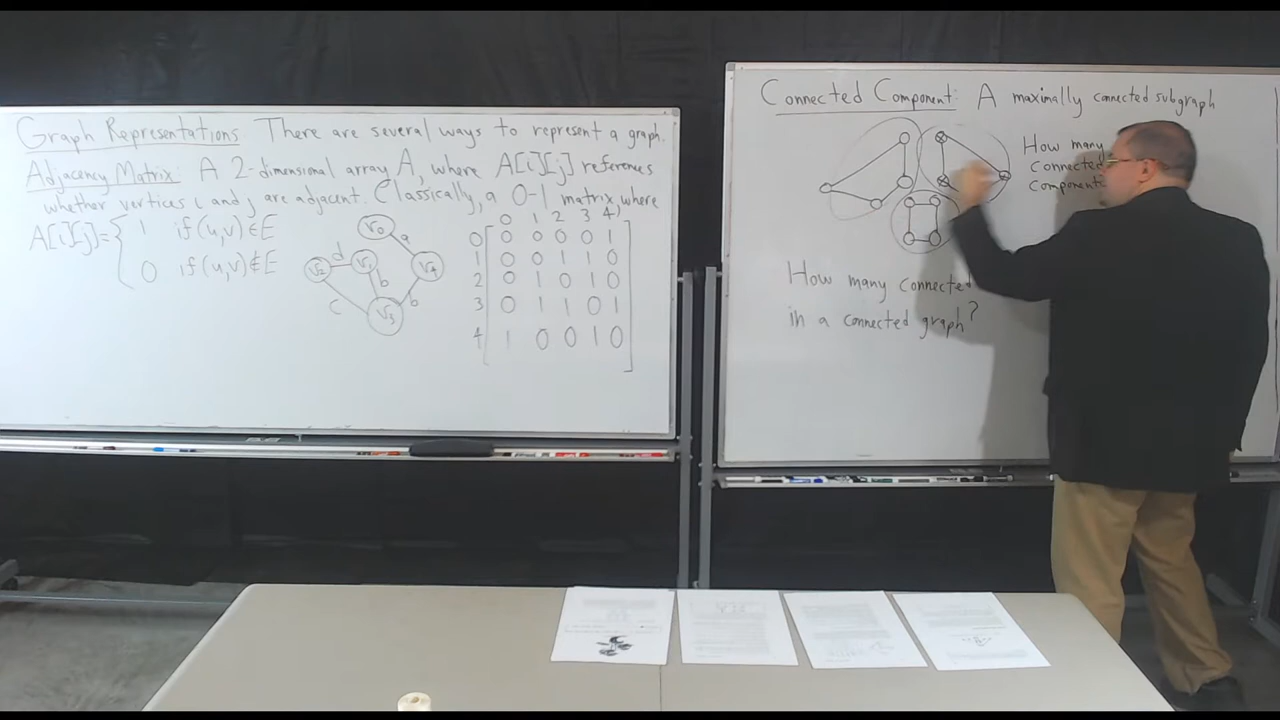 Graph Representations There are several ways to represent a graph.
Adjacency Matrix: A 2-dimensional array A, where A[i][j] references
whether vertices i and j are adjacent. Classically, a 0-1 matrix where
A[i][j]= { 1 if (u,v)∈E
0 if (u,v)∉E
V0
a
V2 d V1 V4
b b
c
V3
0 1 2 3 4
0 0 0 0 0 1
1 0 0 1 1 0
2 0 1 0 1 0
3 0 1 1 0 1
4 1 0 0 1 0
Connected Component: A maximally connected subgraph
How many
Connected
Component
How many connected
in a connected graph?